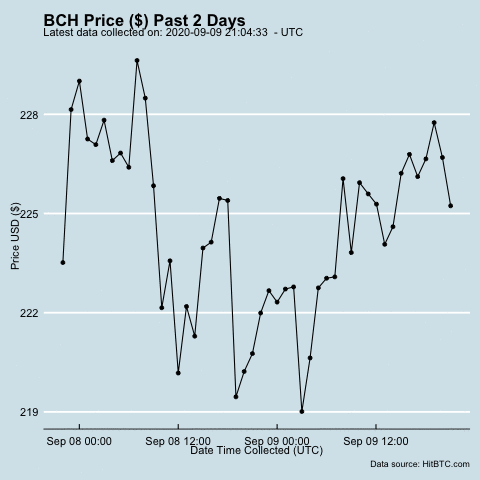 BCH Price ($) Past 2 Days
Latest data collected on: 2020-09-09 21:04:33 - UTC
228
225
222
219
Price USD ($)
Sep 08 00:00 Sep 08 12:00 Sep 09 00:00 Sep 09 12:00
Date Time Collected (UTC)
Data source: HitBTC.com